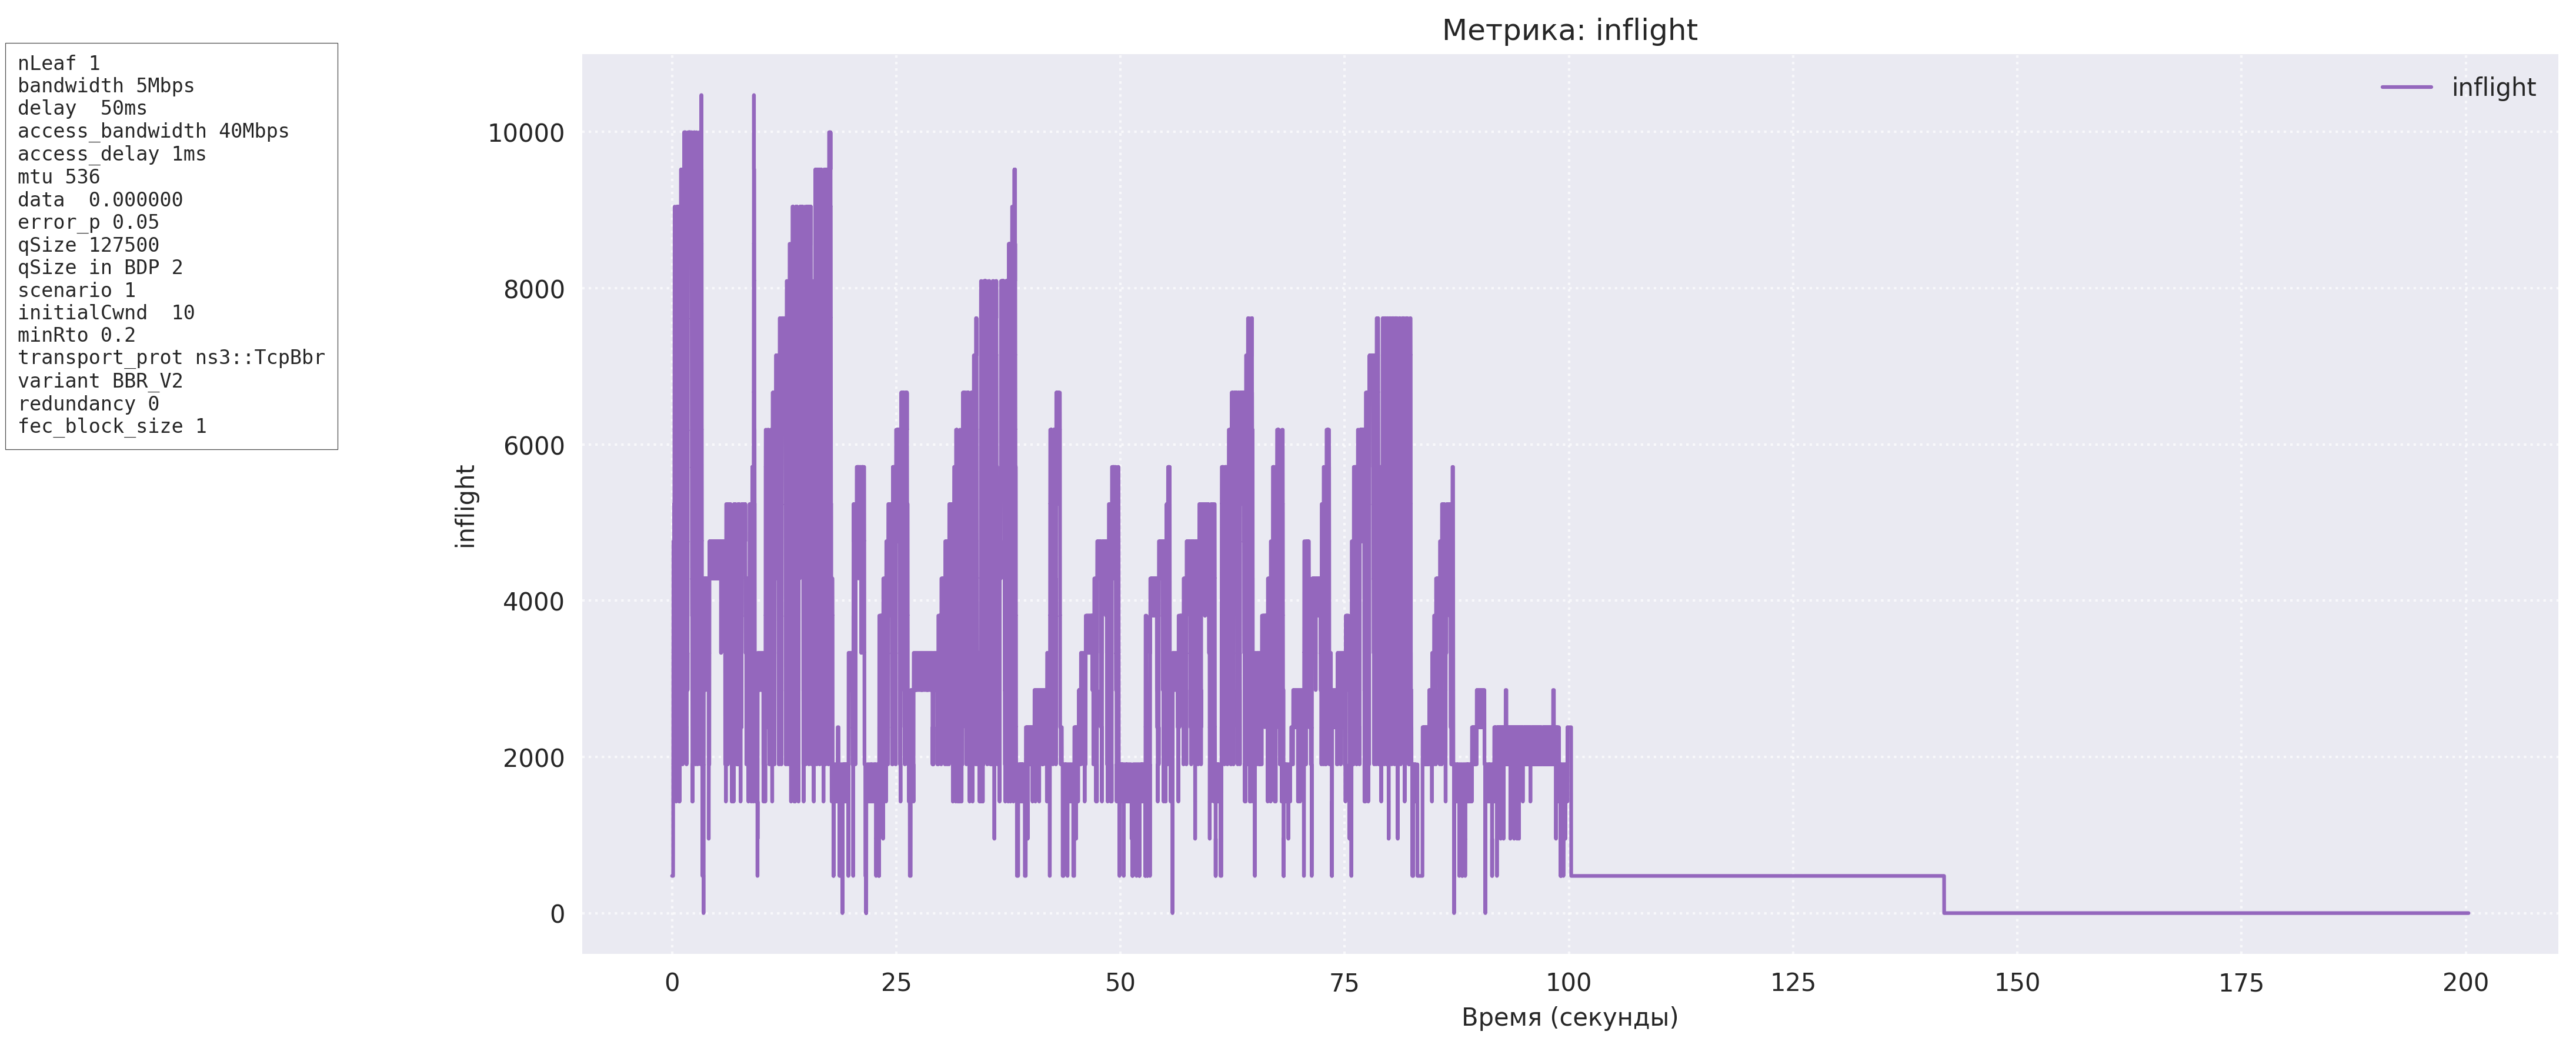 Метрика: inflight
nLeaf 1
bandwidth 5Mbps
delay  50ms
access_bandwidth 40Mbps
access_delay 1ms
mtu 536
data  0.000000
error_p 0.05
qSize 127500
qSize in BDP 2
scenario 1
initialCwnd  10
minRto 0.2
transport_prot ns3::TcpBbr
variant BBR_V2
redundancy 0
fec_block_size 1
inflight
inflight
10000
8000
6000
4000
2000
0
0 25 50 75 100 125 150 175 200
Время (секунды)